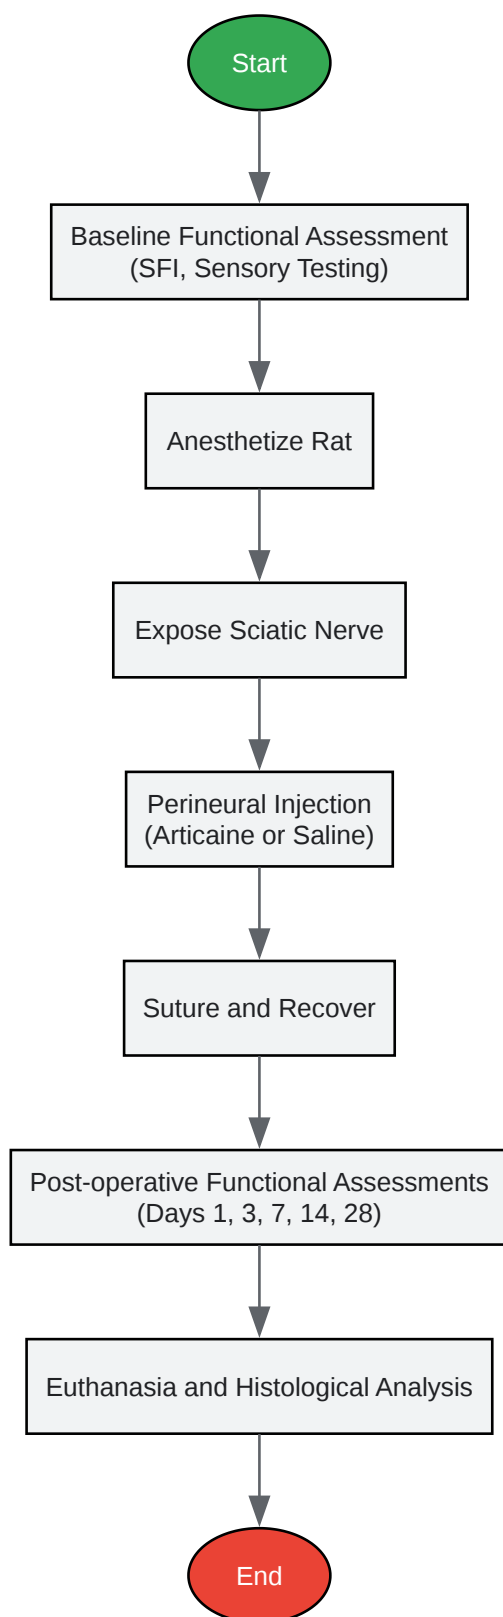 Start
Baseline Functional Assessment
(SFI, Sensory Testing)
Anesthetize Rat
Expose Sciatic Nerve
Perineural Injection
(Articaine or Saline)
Suture and Recover
Post-operative Functional Assessments
(Days 1, 3, 7, 14, 28)
Euthanasia and Histological Analysis
End